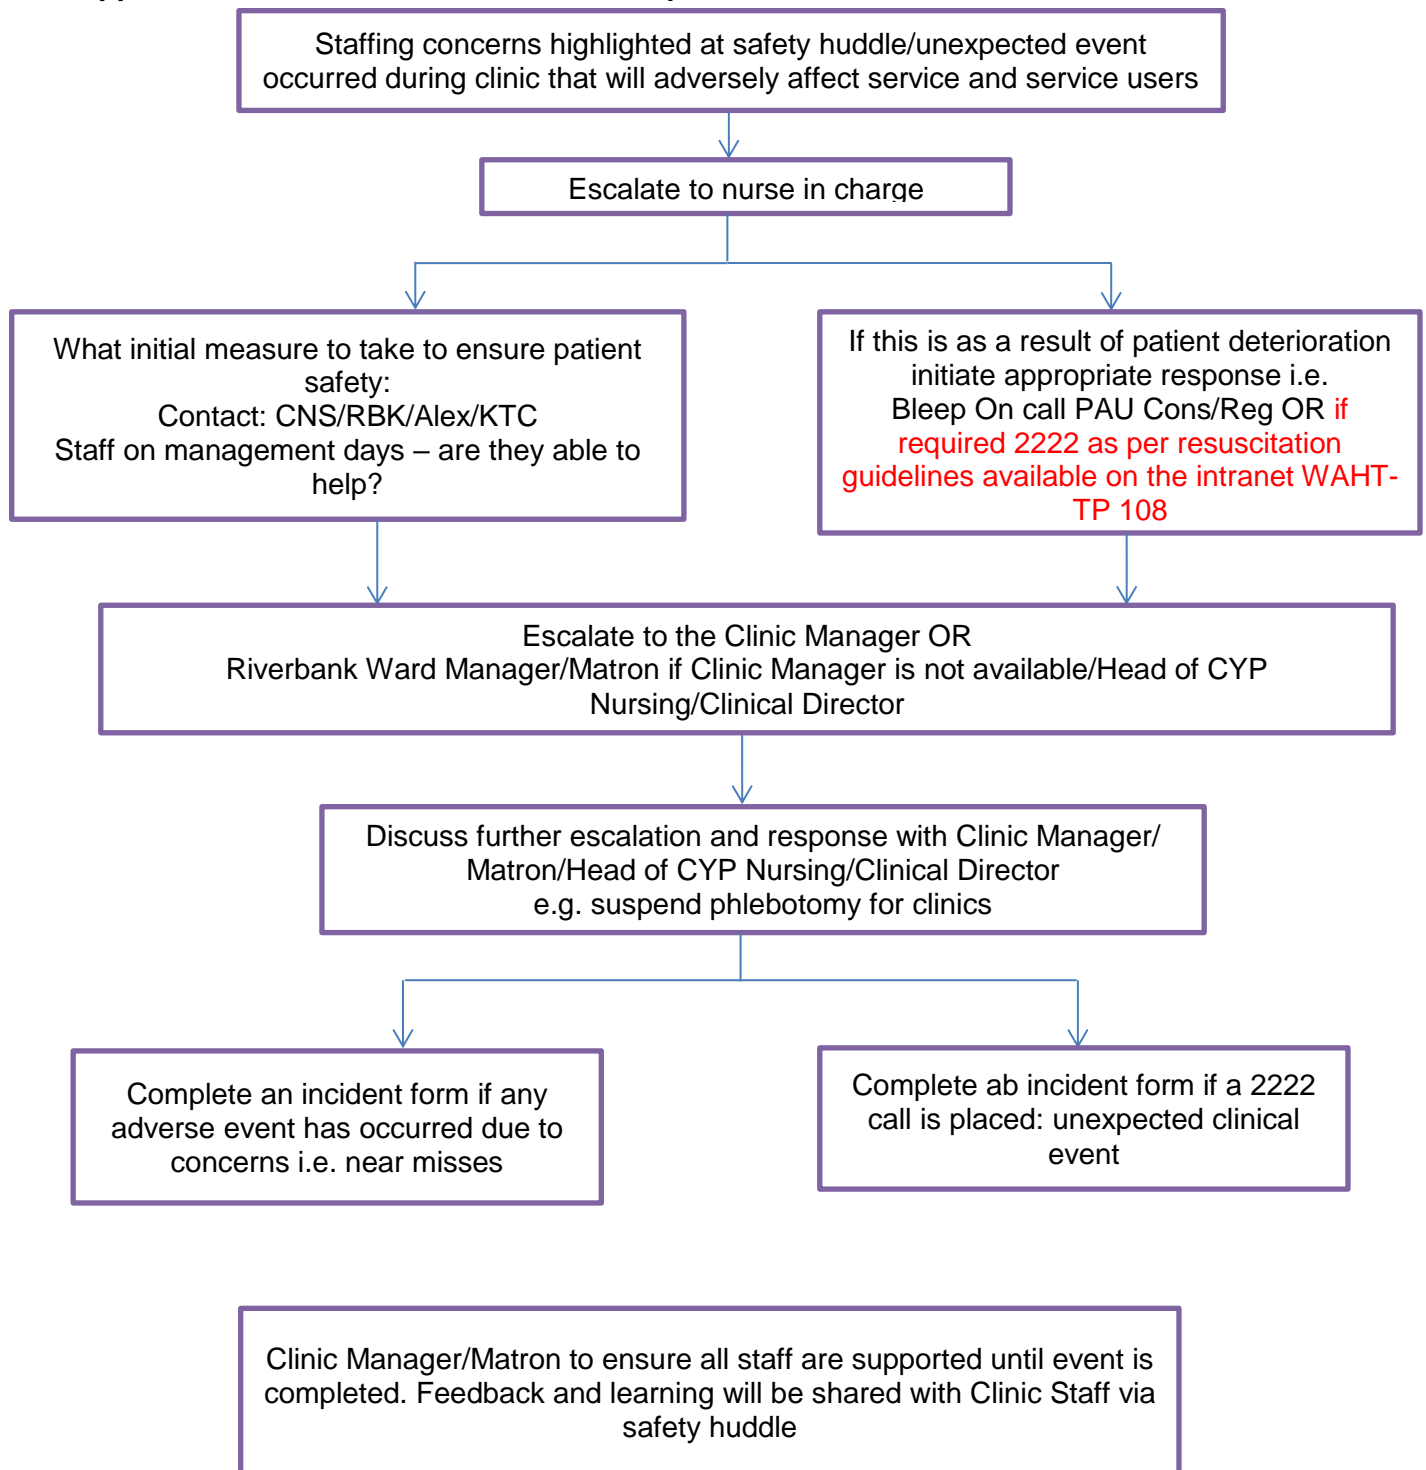 Staffing concerns highlighted at safety huddle/unexpected event
occurred during clinic that will adversely affect service and service users
Escalate to nurse in charge
What initial measure to take to ensure patient
safety:
Contact: CNS/RBK/Alex/KTC
Staff on management days – are they able to
help?
If this is as a result of patient deterioration
initiate appropriate response i.e.
Bleep On call PAU Cons/Reg OR if
required 2222 as per resuscitation
guidelines available on the intranet WAHT-
TP 108
Escalate to the Clinic Manager OR
Riverbank Ward Manager/Matron if Clinic Manager is not available/Head of CYP
Nursing/Clinical Director
Discuss further escalation and response with Clinic Manager/
Matron/Head of CYP Nursing/Clinical Director
e.g. suspend phlebotomy for clinics
Complete an incident form if any
adverse event has occurred due to
concerns i.e. near misses
Complete ab incident form if a 2222
call is placed: unexpected clinical
event
Clinic Manager/Matron to ensure all staff are supported until event is
completed. Feedback and learning will be shared with Clinic Staff via
safety huddle